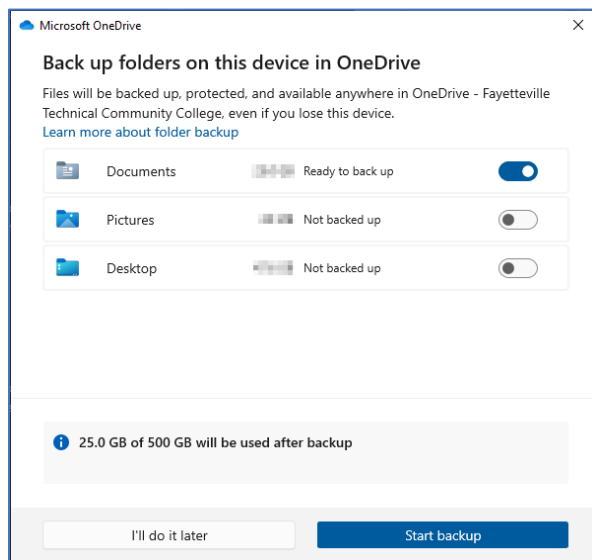 Microsoft OneDrive
Back up folders on this device in OneDrive
Files will be backed up, protected, and available anywhere in OneDrive - Fayetteville
Technical Community College, even if you lose this device.
Learn more about folder backup
Documents Ready to back up
Pictures Not backed up
Desktop Not backed up
25.0 GB of 500 GB will be used after backup
I'll do it later Start backup